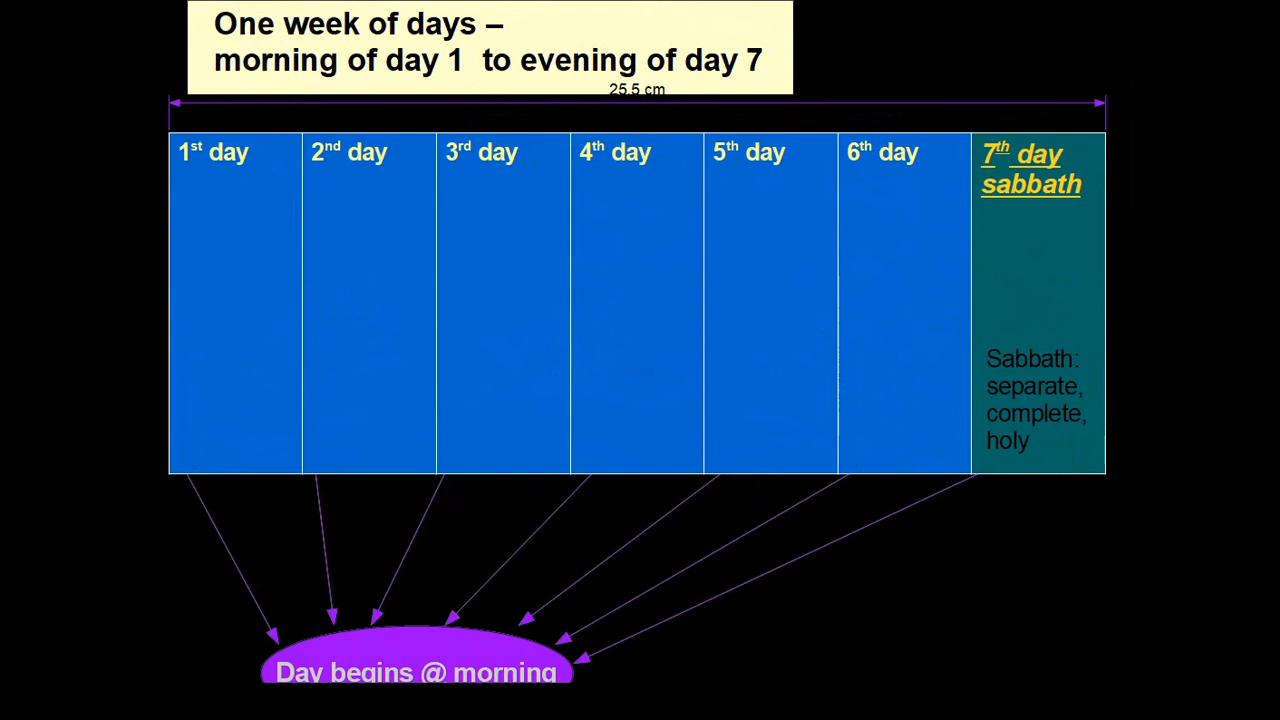 One week of days –
morning of day 1  to evening of day 7
25.5 cm
1st day
2nd day
3rd day
4th day
5th day
6th day
7th day
sabbath
Sabbath:
separate,
complete,
holy
Day begins @ morning